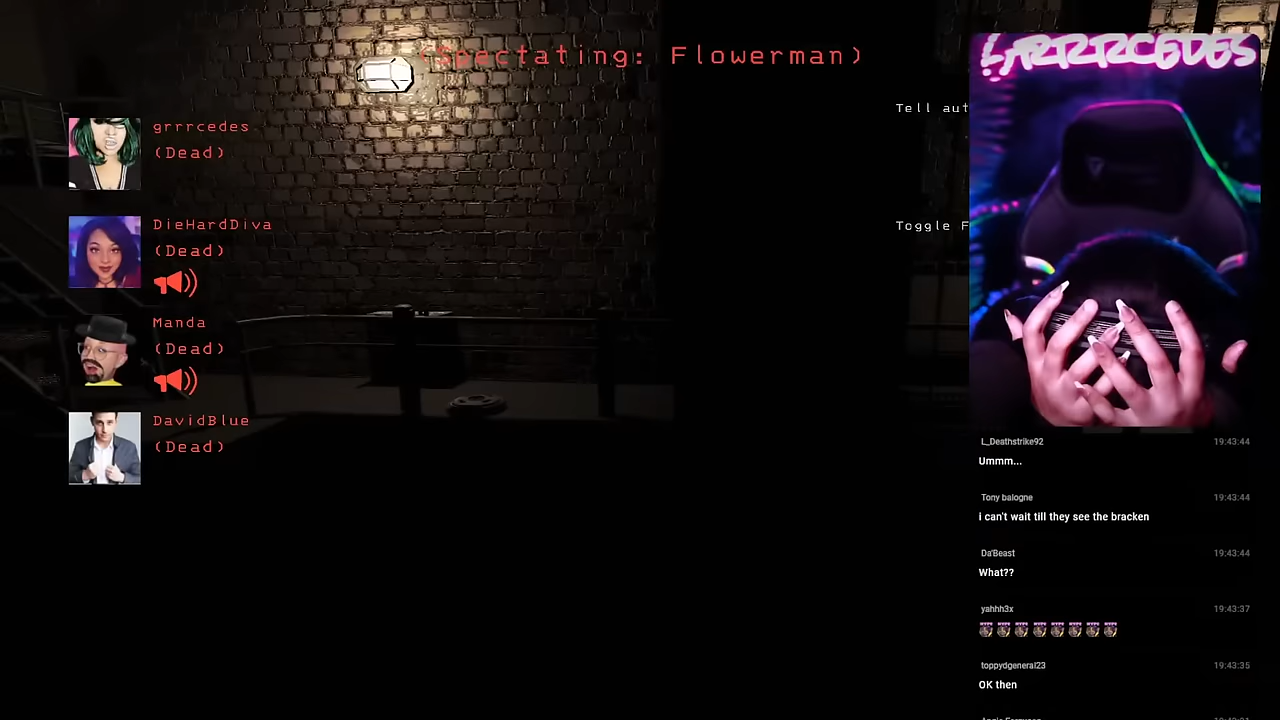 (Spectating: Flowerman)
grrrcedes
(Dead)
DieHardDiva
(Dead)
Manda
(Dead)
DavidBlue
(Dead)
Tell aut
Toggle F
GRRRCEDES
L_Deathstrike92 19:43:44
Ummm...
Tony balogne 19:43:44
i can't wait till they see the bracken
Da'Beast 19:43:44
What??
yahhh3x 19:43:37
toppydgeneral23 19:43:35
OK then